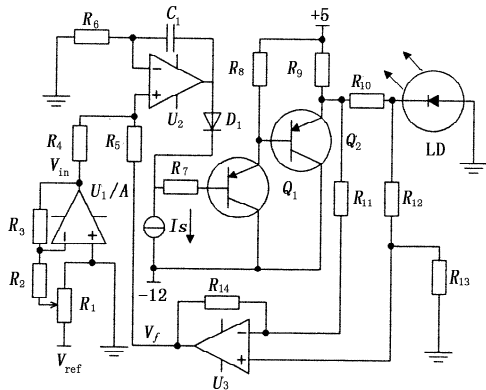 R6
C1
+5
R8
R9
R10
U2
D1
Q2
LD
R4
R5
Vin
R7
Q1
U1/A
R11
R12
R3
Is
R2
R1
-12
R14
R13
Vf
Vref
U3